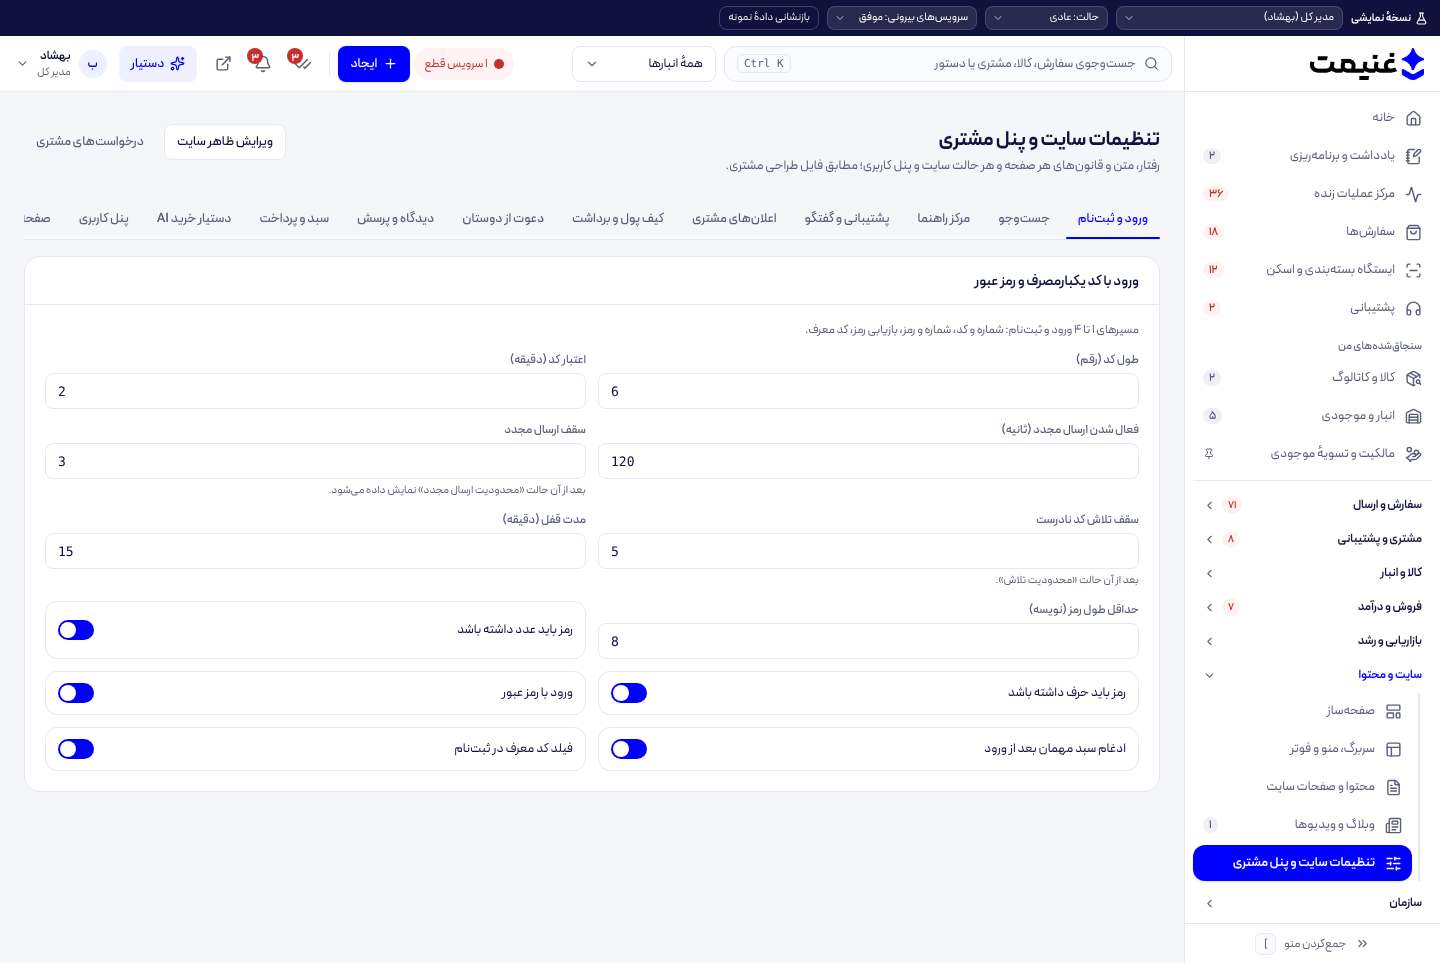 نسخهٔ نمایشی
مدیر کل (بهشاد)
حالت: عادی
سرویس‌های بیرونی: موفق
بازنشانی دادهٔ نمونه
غنیمت
جست‌وجوی سفارش، کالا، مشتری یا دستور
Ctrl K
همهٔ انبارها
۱ سرویس قطع
ایجاد
۳
۳
دستیار
ب
بهشاد
مدیر کل
خانه
یادداشت و برنامه‌ریزی
۲
مرکز عملیات زنده
۳۶
سفارش‌ها
۱۸
ایستگاه بسته‌بندی و اسکن
۱۲
پشتیبانی
۲
سنجاق‌شده‌های من
کالا و کاتالوگ
۲
انبار و موجودی
۵
مالکیت و تسویهٔ موجودی
سفارش و ارسال
۷۱
مشتری و پشتیبانی
۸
کالا و انبار
فروش و درآمد
۷
بازاریابی و رشد
سایت و محتوا
صفحه‌ساز
سربرگ، منو و فوتر
محتوا و صفحات سایت
وبلاگ و ویدیوها
۱
تنظیمات سایت و پنل مشتری
سازمان
جمع‌کردن منو
[
تنظیمات سایت و پنل مشتری
رفتار، متن و قانون‌های هر صفحه و هر حالت سایت و پنل کاربری؛ مطابق فایل طراحی مشتری.
ویرایش ظاهر سایت
درخواست‌های مشتری
ورود و ثبت‌نام
جست‌وجو
مرکز راهنما
پشتیبانی و گفتگو
اعلان‌های مشتری
کیف پول و برداشت
دعوت از دوستان
دیدگاه و پرسش
سبد و پرداخت
دستیار خرید AI
پنل کاربری
ورود با کد یکبارمصرف و رمز عبور
مسیرهای ۱ تا ۴ ورود و ثبت‌نام: شماره و کد، شماره و رمز، بازیابی رمز، کد معرف.
طول کد (رقم)
6
اعتبار کد (دقیقه)
2
فعال شدن ارسال مجدد (ثانیه)
120
سقف ارسال مجدد
3
بعد از آن حالت «محدودیت ارسال مجدد» نمایش داده می‌شود.
سقف تلاش کد نادرست
5
بعد از آن حالت «محدودیت تلاش».
مدت قفل (دقیقه)
15
حداقل طول رمز (نویسه)
8
رمز باید عدد داشته باشد
رمز باید حرف داشته باشد
ورود با رمز عبور
ادغام سبد مهمان بعد از ورود
فیلد کد معرف در ثبت‌نام